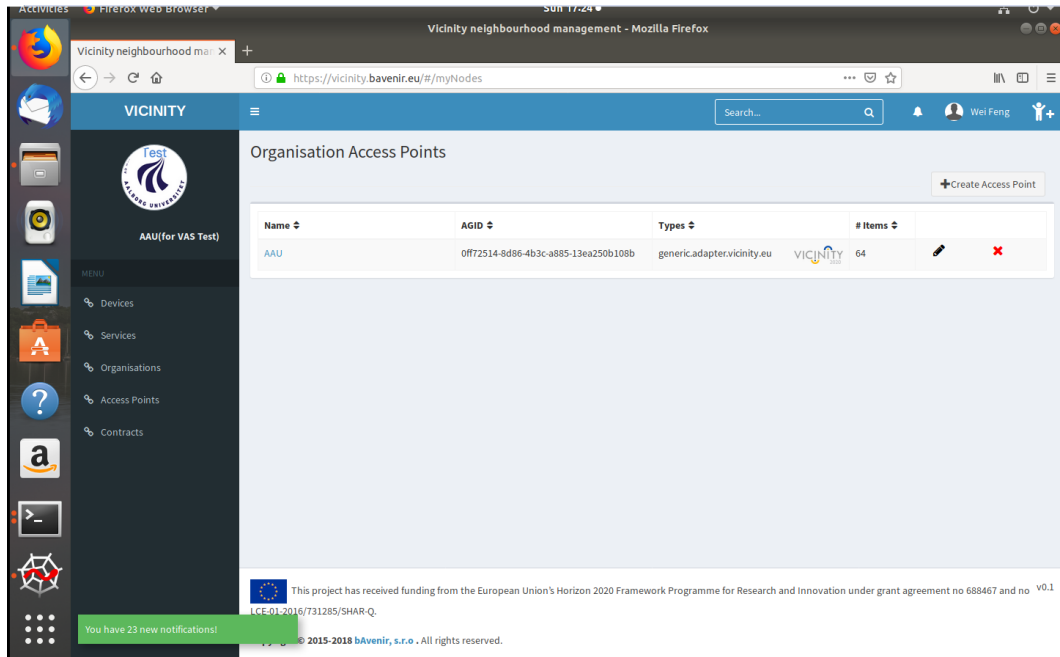 Activities Firefox Web Browser Sun 17:24
Vicinity neighbourhood management - Mozilla Firefox
Vicinity neighbourhood man
https://vicinity.bavenir.eu/#/myNodes
VICINITY
Search...
Wei Feng
Test
AALBORG UNIVERSITET
AAU(for VAS Test)
MENU
Devices
Services
Organisations
Access Points
Contracts
Organisation Access Points
Create Access Point
Name AGID Types # Items
AAU 0ff72514-8d86-4b3c-a885-13ea250b108b generic.adapter.vicinity.eu VICINITY 64
This project has received funding from the European Union's Horizon 2020 Framework Programme for Research and Innovation under grant agreement no 688467 and no v0.1
LCE-01-2016/731285/SHAR-Q.
© 2015-2018 bAvenir, s.r.o . All rights reserved.
You have 23 new notifications!